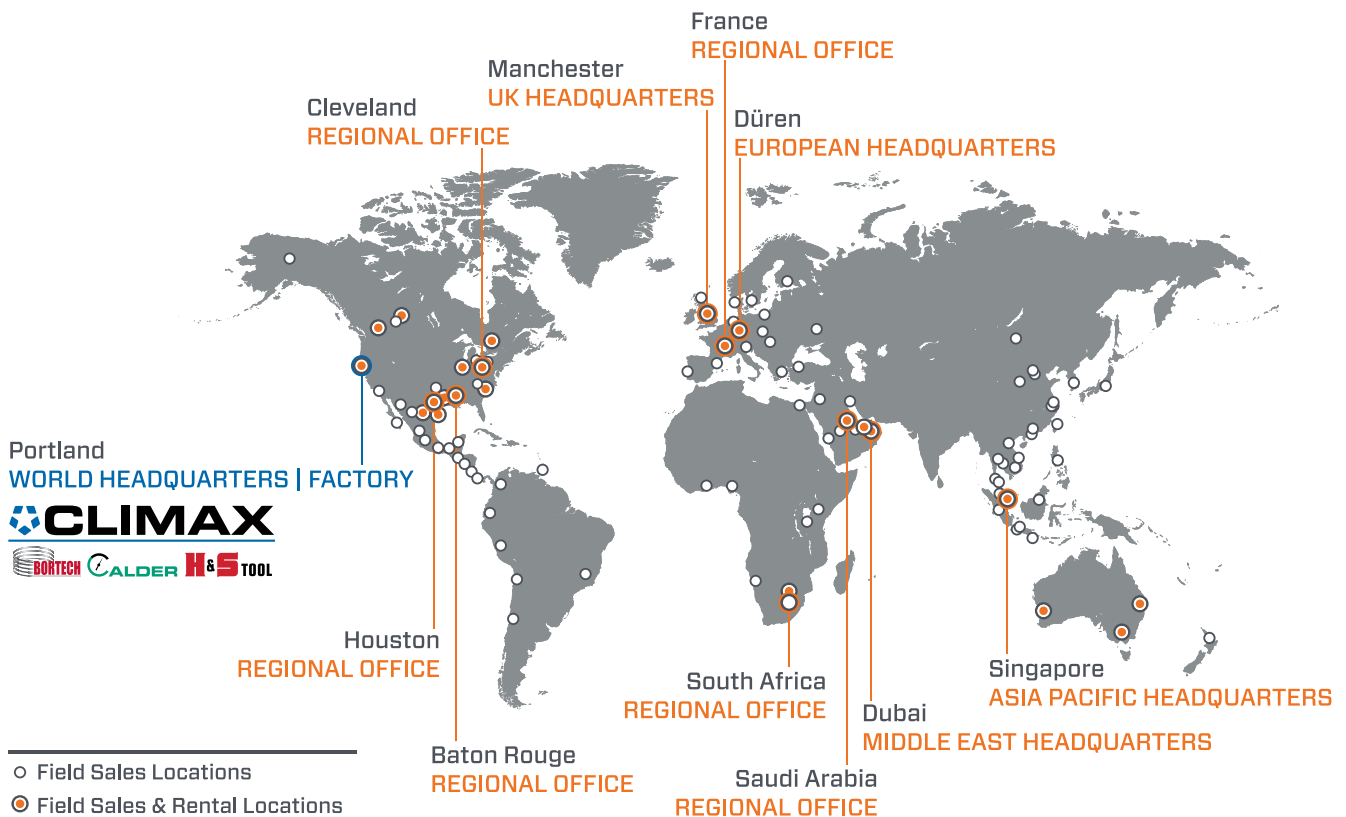 France
REGIONAL OFFICE
Manchester
UK HEADQUARTERS
Cleveland
REGIONAL OFFICE
Düren
EUROPEAN HEADQUARTERS
Portland
WORLD HEADQUARTERS | FACTORY
CLIMAX
BORTECH CALDER H&S TOOL
Houston
REGIONAL OFFICE
South Africa
REGIONAL OFFICE
Singapore
ASIA PACIFIC HEADQUARTERS
Dubai
MIDDLE EAST HEADQUARTERS
Baton Rouge
REGIONAL OFFICE
Saudi Arabia
REGIONAL OFFICE
Field Sales Locations
Field Sales & Rental Locations